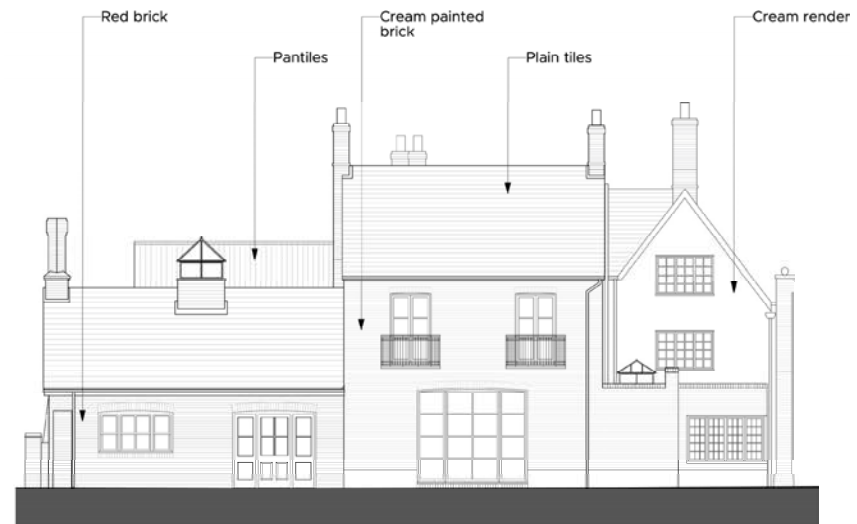 Red brick
Cream painted
brick
Cream render
Pantiles
Plain tiles